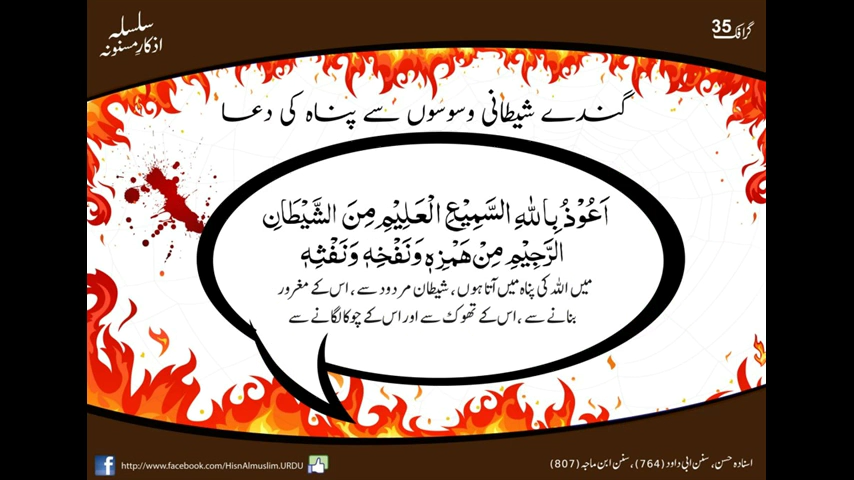 سلسلہ
اذکارِ مسنونہ
گرافک 35
گندے شیطانی وسوسوں سے پناہ کی دعا
اَعُوْذُ بِاللهِ السَّمِيْعِ الْعَلِيْمِ مِنَ الشَّيْطَانِ
الرَّجِيْمِ مِنْ هَمْزِهٖ وَنَفْخِهٖ وَنَفْثِهٖ
میں اللہ کی پناہ میں آتا ہوں، شیطان مردود سے، اس کے مغرور
بنانے سے، اس کے تھوک سے اور اس کے چوکا لگانے سے
http://www.facebook.com/HisnAlmuslim.URDU
اسنادہ حسن، سنن ابی داود (764)، سنن ابن ماجہ (807)